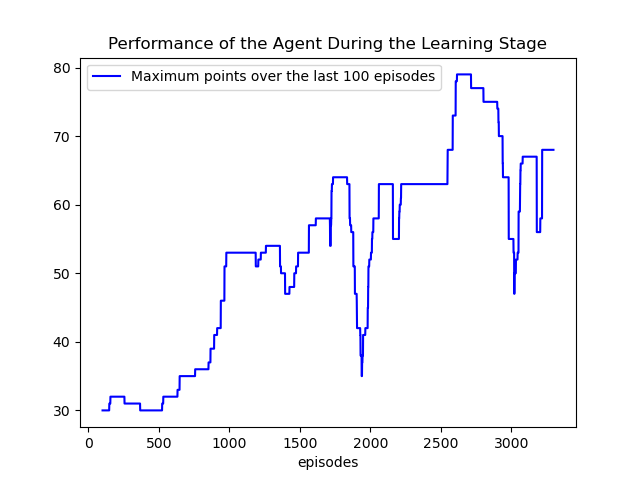 Performance of the Agent During the Learning Stage
Maximum points over the last 100 episodes
80
70
60
50
40
30
0 500 1000 1500 2000 2500 3000
episodes